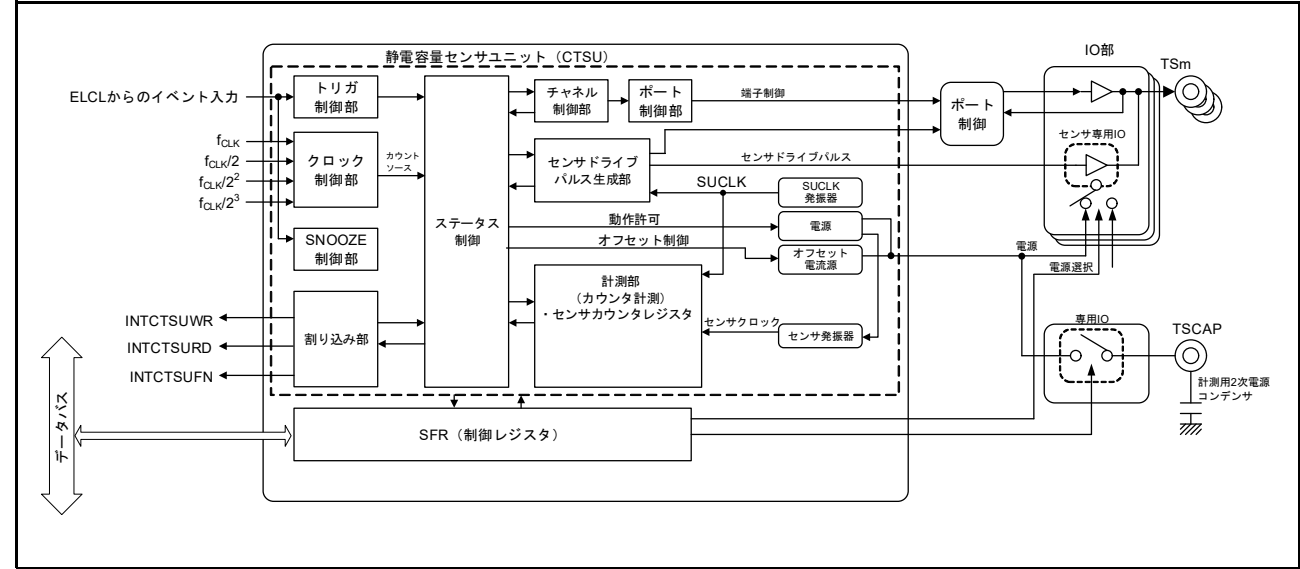 静電容量センサユニット（CTSU）
IO部
TSm
ELCLからのイベント入力
トリガ
制御部
チャネル
制御部
ポート
制御部
端子制御
ポート
制御
センサ専用IO
fCLK
fCLK/2
fCLK/2²
fCLK/2³
クロック
制御部
カウント
ソース
センサドライブ
パルス生成部
センサドライブパルス
SUCLK
SUCLK
発振器
ステータス
制御
動作許可
電源
SNOOZE
制御部
オフセット制御
オフセット
電流源
電源
電源選択
計測部
（カウンタ計測）
・センサカウンタレジスタ
センサクロック
センサ発振器
INTCTSUWR
INTCTSURD
INTCTSUFN
割り込み部
専用IO
TSCAP
計測用2次電源
コンデンサ
データバス
SFR（制御レジスタ）